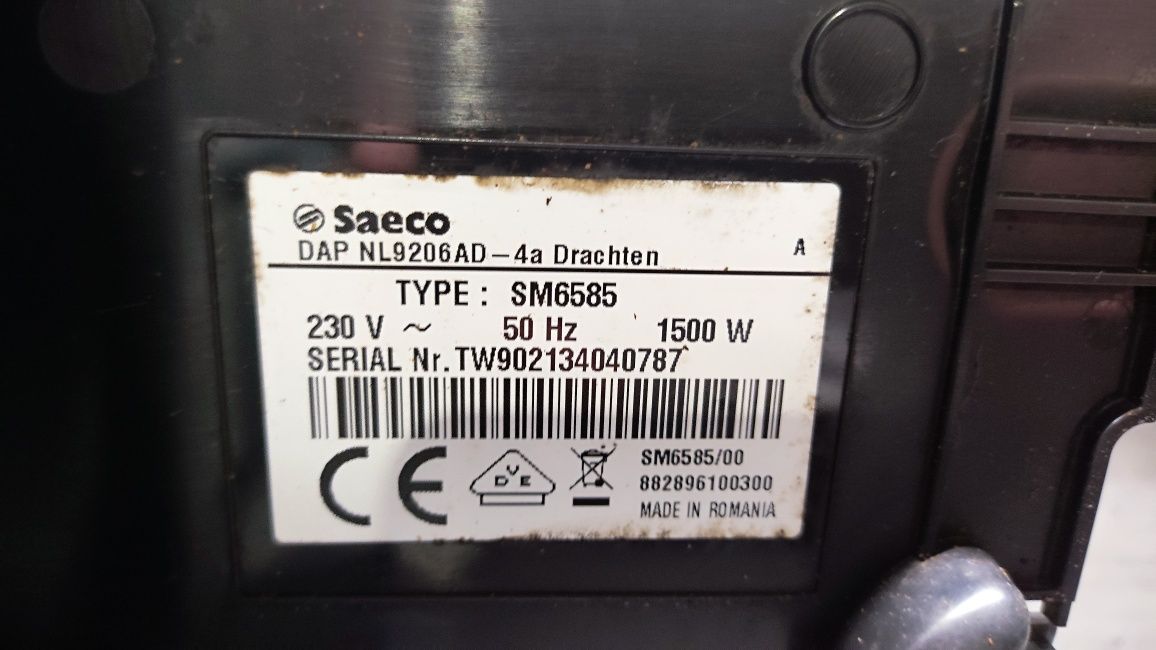 Saeco
DAP NL9206AD-4a Drachten A
TYPE : SM6585
230 V ~ 50 Hz 1500 W
SERIAL Nr. TW902134040787
CE
VDE
SM6585/00
882896100300
MADE IN ROMANIA